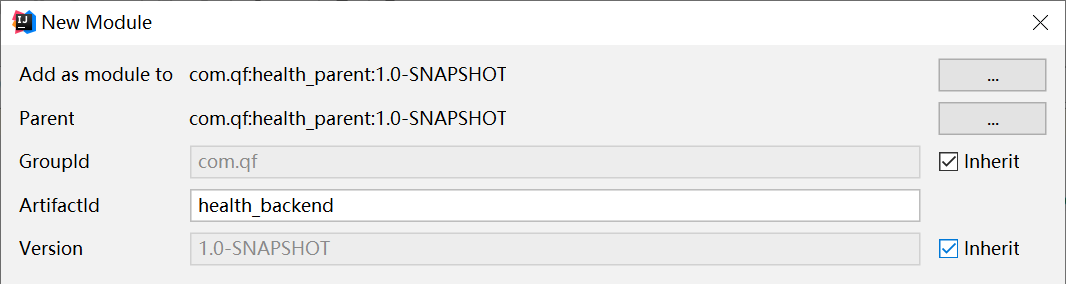 New Module
Add as module to com.qf:health_parent:1.0-SNAPSHOT ...
Parent com.qf:health_parent:1.0-SNAPSHOT ...
GroupId com.qf Inherit
ArtifactId health_backend
Version 1.0-SNAPSHOT Inherit